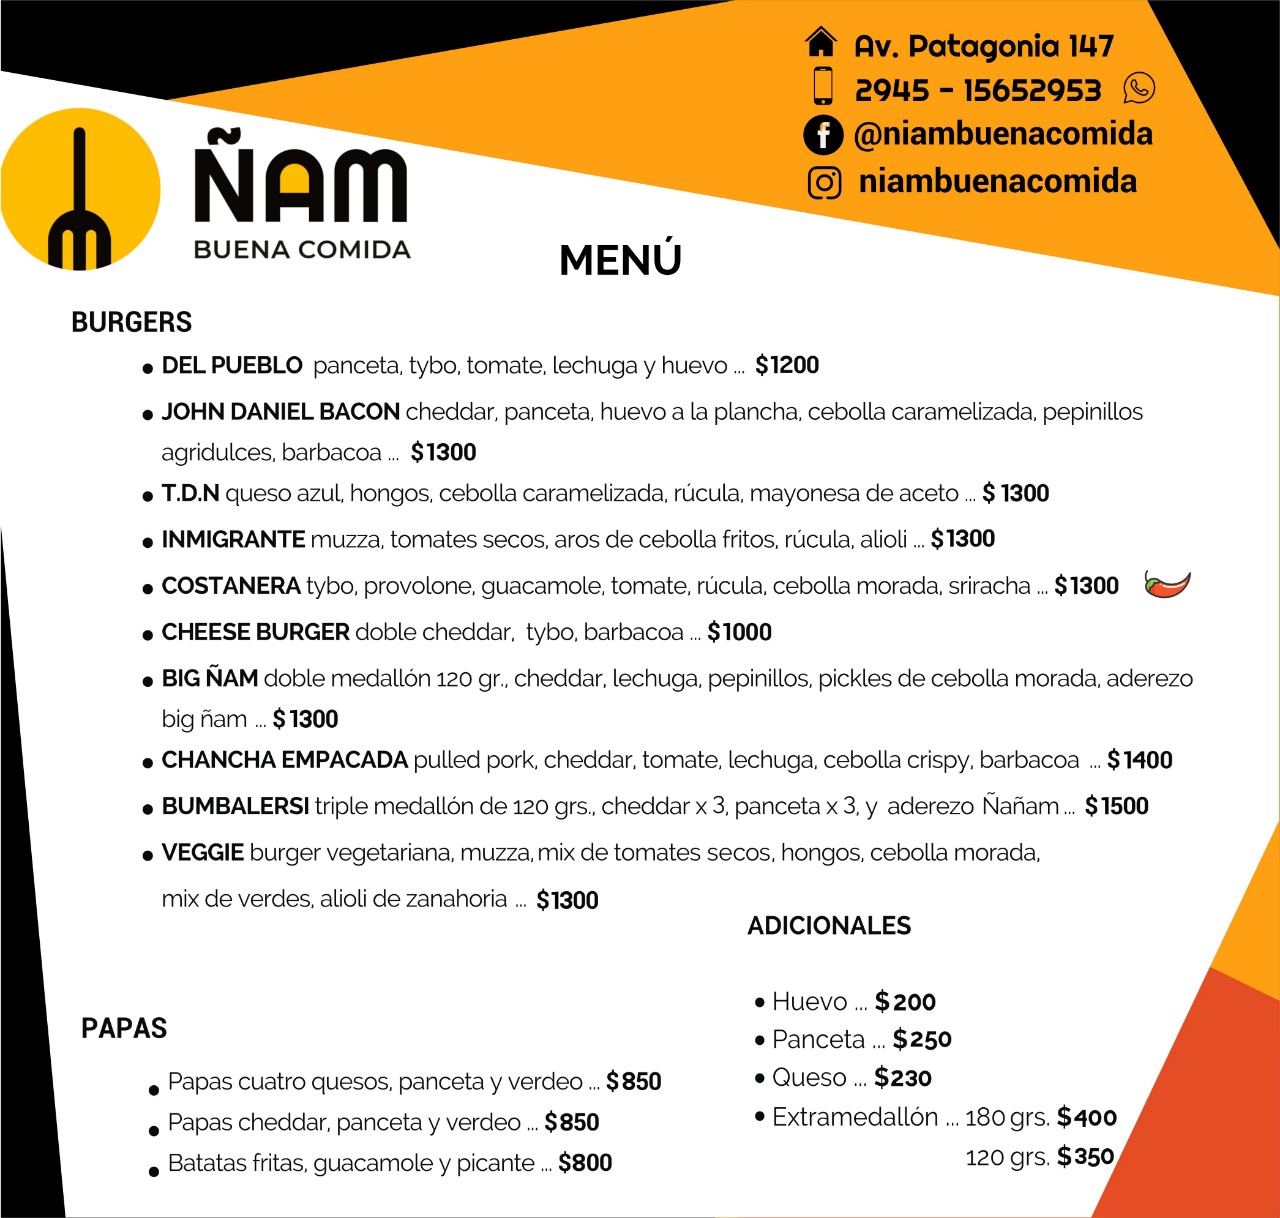 Av. Patagonia 147
2945 - 15652953
@niambuenacomida
niambuenacomida
ÑAM
BUENA COMIDA
MENÚ
BURGERS
• DEL PUEBLO panceta, tybo, tomate, lechuga y huevo ... $1200
• JOHN DANIEL BACON cheddar, panceta, huevo a la plancha, cebolla caramelizada, pepinillos
agridulces, barbacoa ... $1300
• T.D.N queso azul, hongos, cebolla caramelizada, rúcula, mayonesa de aceto ... $ 1300
• INMIGRANTE muzza, tomates secos, aros de cebolla fritos, rúcula, alioli ... $1300
• COSTANERA tybo, provolone, guacamole, tomate, rúcula, cebolla morada, sriracha ... $1300
• CHEESE BURGER doble cheddar, tybo, barbacoa ... $1000
• BIG ÑAM doble medallón 120 gr., cheddar, lechuga, pepinillos, pickles de cebolla morada, aderezo
big ñam ... $ 1300
• CHANCHA EMPACADA pulled pork, cheddar, tomate, lechuga, cebolla crispy, barbacoa ... $ 1400
• BUMBALERSI triple medallón de 120 grs., cheddar x 3, panceta x 3, y aderezo Ñañam ... $ 1500
• VEGGIE burger vegetariana, muzza, mix de tomates secos, hongos, cebolla morada,
mix de verdes, alioli de zanahoria ... $1300
ADICIONALES
• Huevo ... $200
• Panceta ... $250
• Queso ... $230
• Extramedallón ... 180 grs. $400
120 grs. $350
PAPAS
• Papas cuatro quesos, panceta y verdeo ... $850
• Papas cheddar, panceta y verdeo ... $850
• Batatas fritas, guacamole y picante ... $800